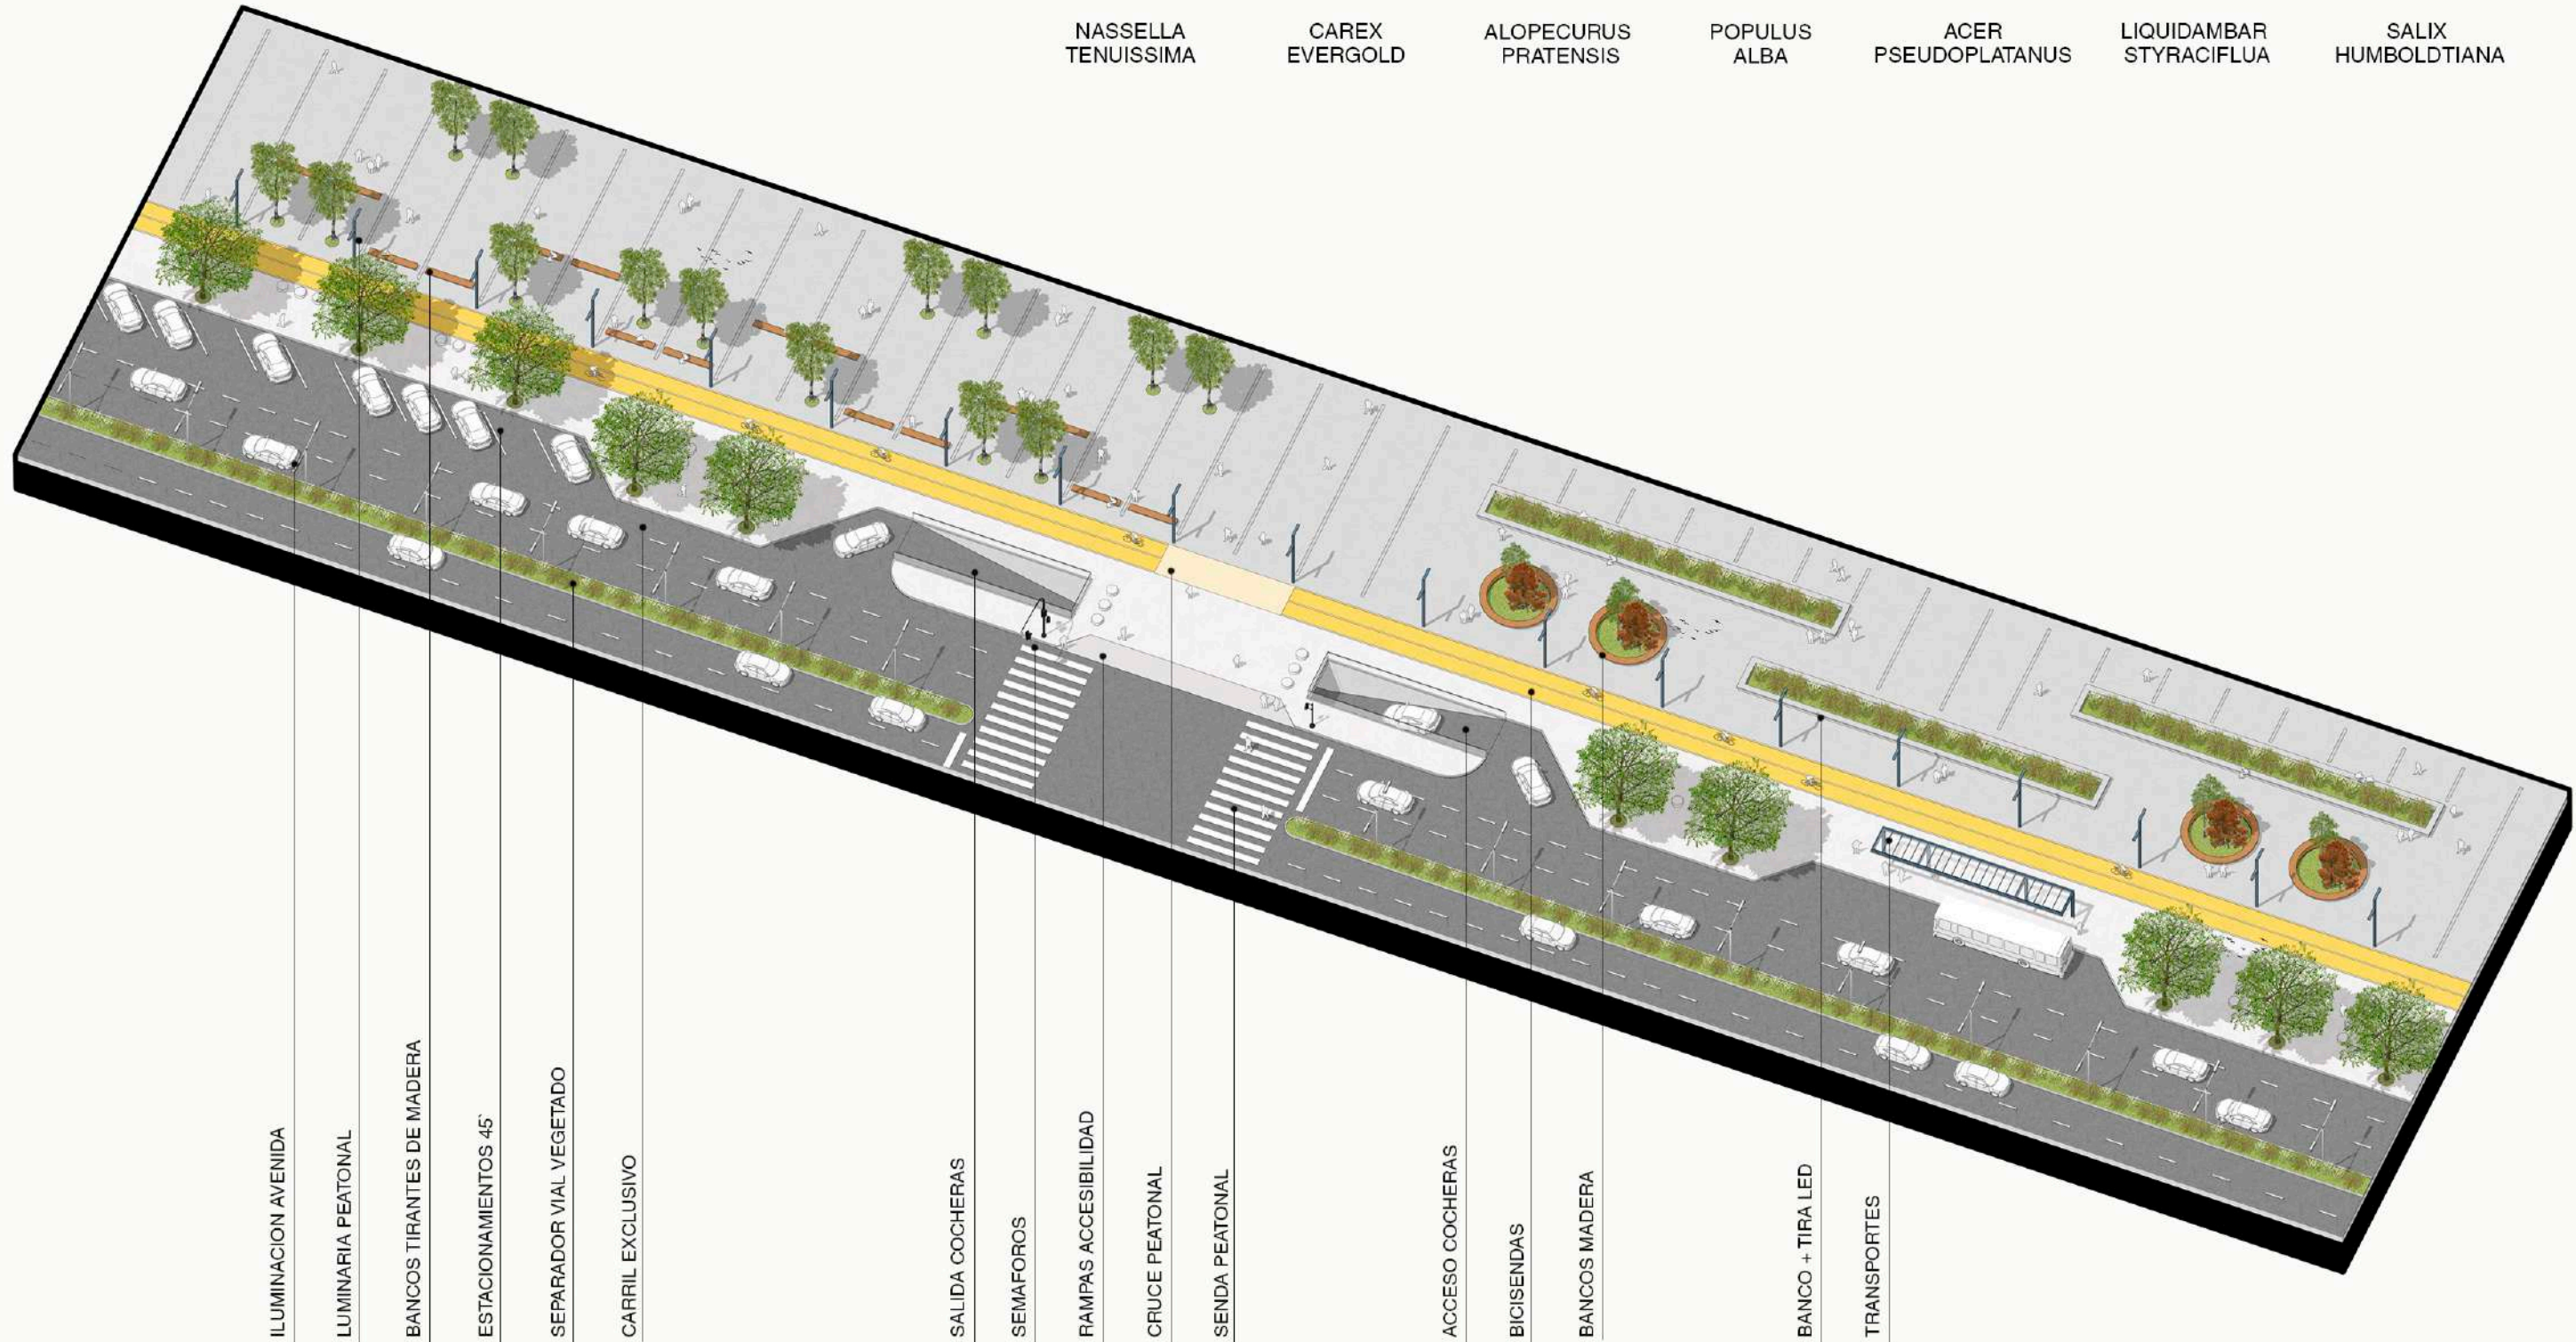 NASSELLA
TENUISSIMA
CAREX
EVERGOLD
ALOPECURUS
PRATENSIS
POPULUS
ALBA
ACER
PSEUDOPLATANUS
LIQUIDAMBAR
STYRACIFLUA
SALIX
HUMBOLDTIANA
ILUMINACION AVENIDA
LUMINARIA PEATONAL
BANCOS TIRANTES DE MADERA
ESTACIONAMIENTOS 45`
SEPARADOR VIAL VEGETADO
CARRIL EXCLUSIVO
SALIDA COCHERAS
SEMAFOROS
RAMPAS ACCESIBILIDAD
CRUCE PEATONAL
SENDA PEATONAL
ACCESO COCHERAS
BICISENDAS
BANCOS MADERA
BANCO + TIRA LED
TRANSPORTES